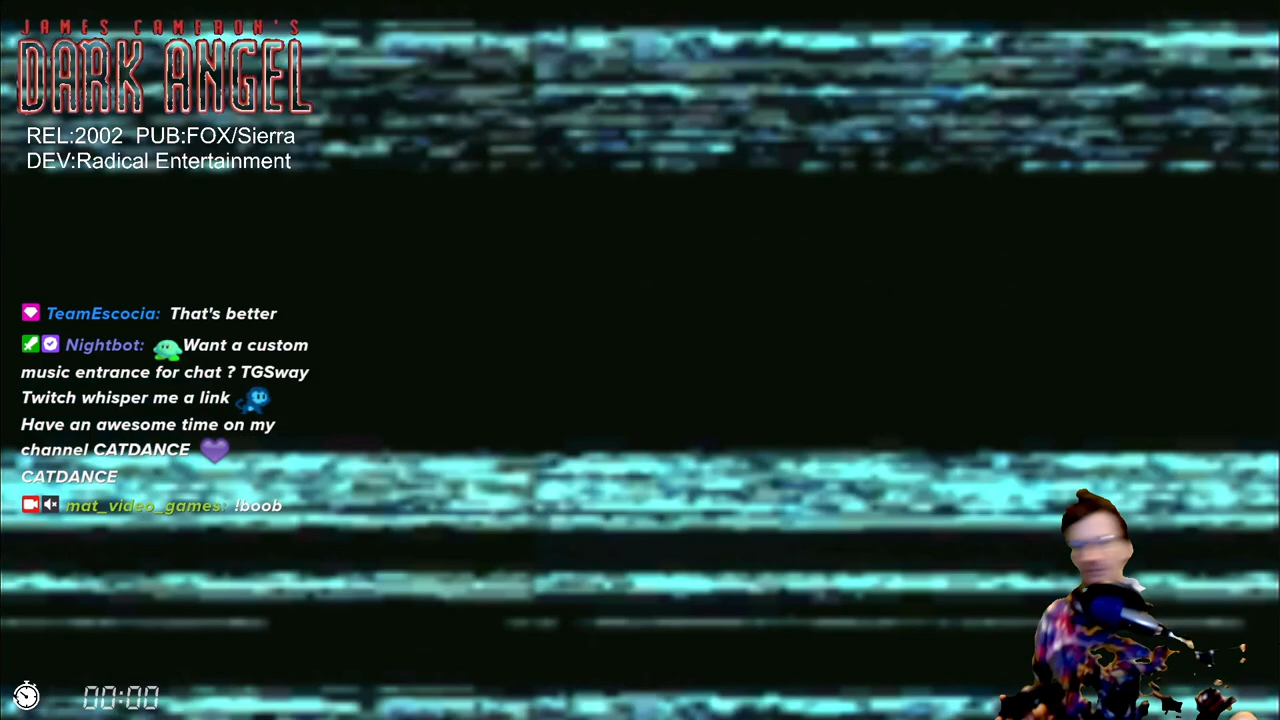 JAMES CAMERON'S
DARK ANGEL
REL:2002 PUB:FOX/Sierra
DEV:Radical Entertainment
TeamEscocia: That's better
Nightbot: Want a custom
music entrance for chat ? TGSway
Twitch whisper me a link
Have an awesome time on my
channel CATDANCE
CATDANCE
mat_video_games: !boob
00:00